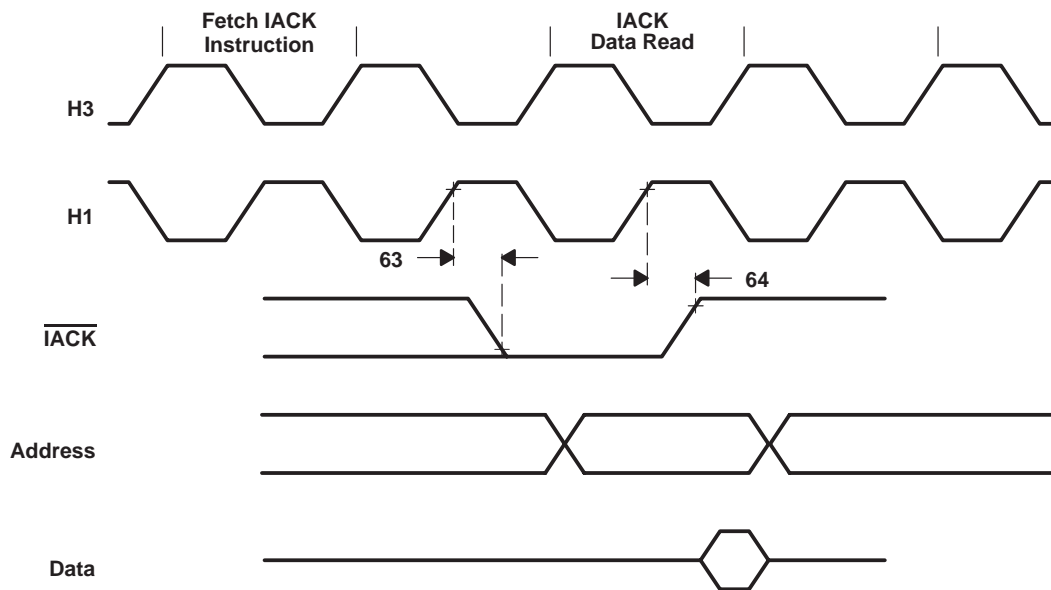 Fetch IACK
Instruction
IACK
Data Read
H3
H1
63
64
IACK
Address
Data